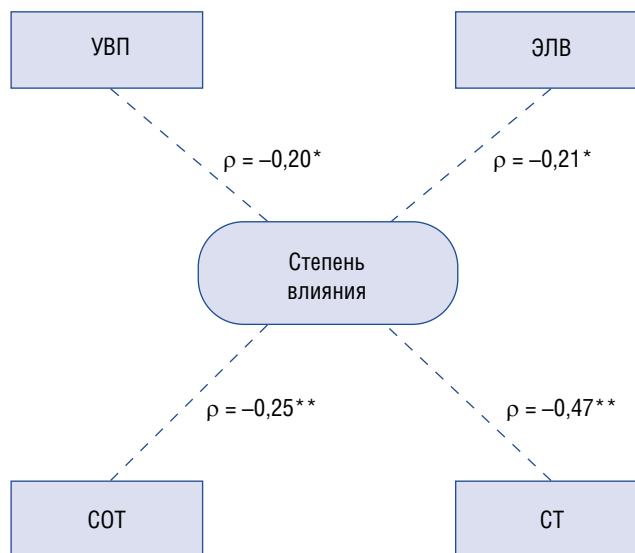 УВП
ЭЛВ
ρ = –0,20*
ρ = –0,21*
Степень
влияния
ρ = –0,25**
ρ = –0,47**
СОТ
СТ